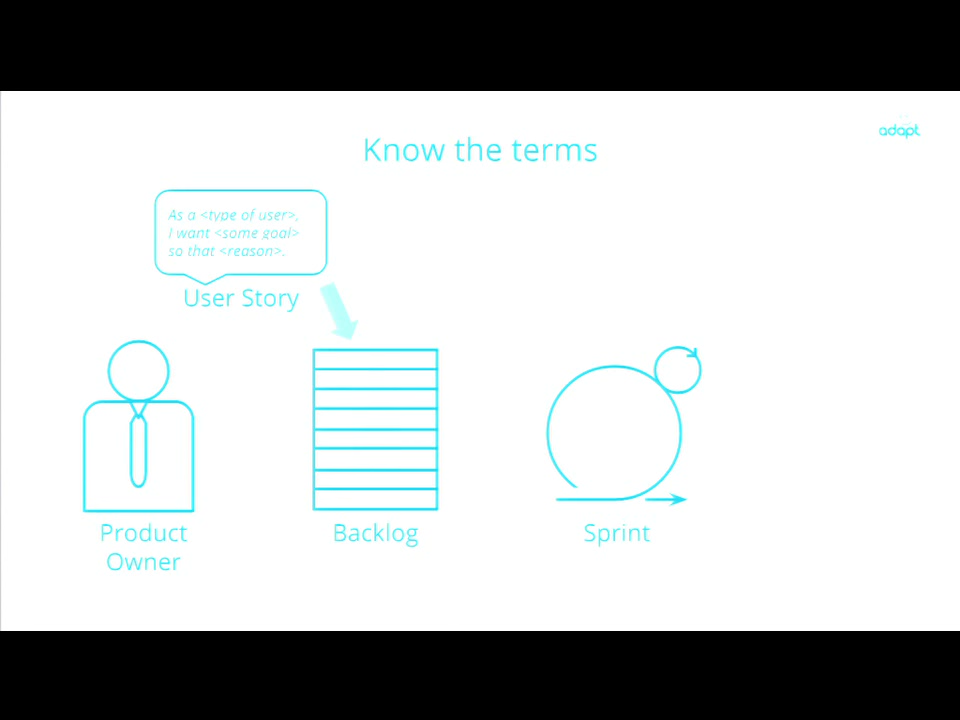 adapt
Know the terms
As a <type of user>,
I want <some goal>
so that <reason>.
User Story
Product
Owner
Backlog
Sprint